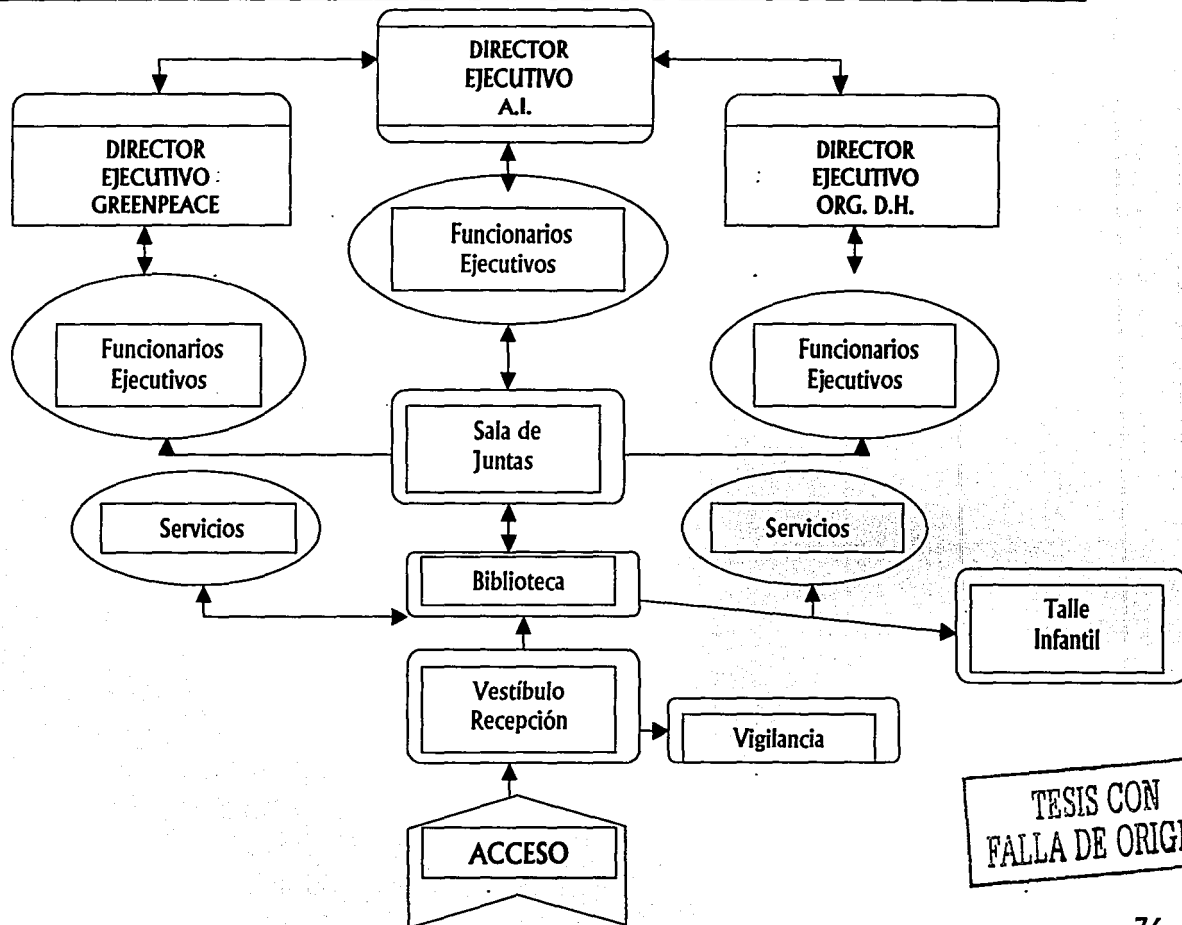 DIRECTOR
EJECUTIVO
A.I.
DIRECTOR
EJECUTIVO
GREENPEACE
DIRECTOR
EJECUTIVO
ORG. D.H.
Funcionarios
Ejecutivos
Funcionarios
Ejecutivos
Funcionarios
Ejecutivos
Sala de
Juntas
Servicios
Servicios
Biblioteca
Talle
Infantil
Vestíbulo
Recepción
Vigilancia
ACCESO
TESIS CON
FALLA DE